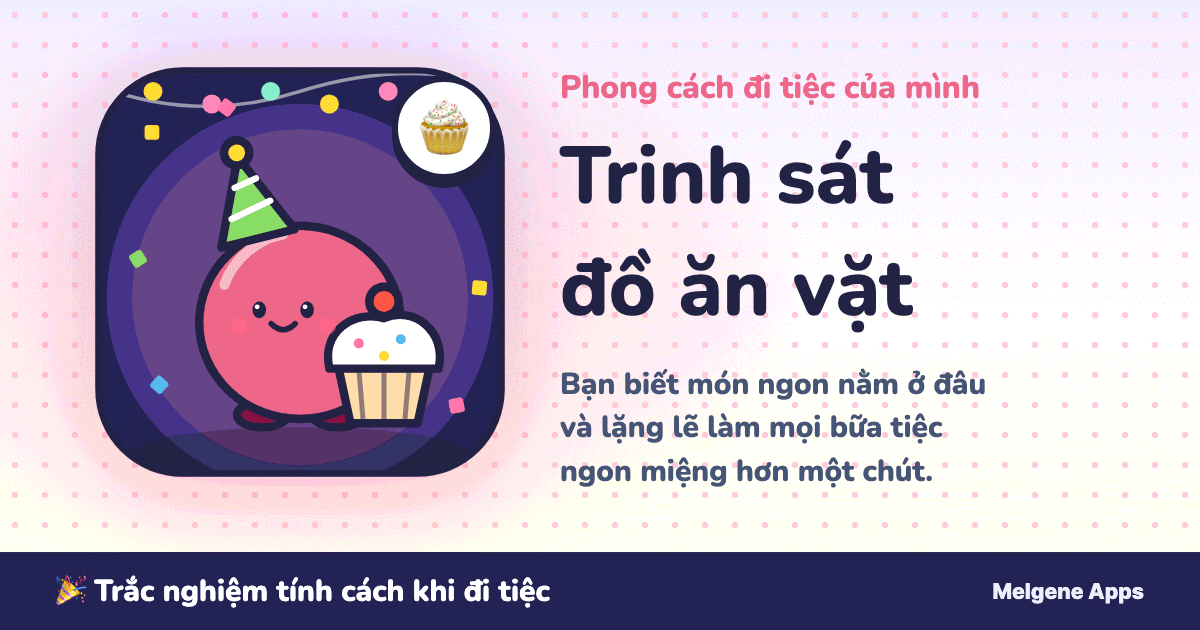 Phong cách đi tiệc của mình
Trinh sát
đồ ăn vặt
Bạn biết món ngon nằm ở đâu
và lặng lẽ làm mọi bữa tiệc
ngon miệng hơn một chút.
🎉 Trắc nghiệm tính cách khi đi tiệc
Melgene Apps